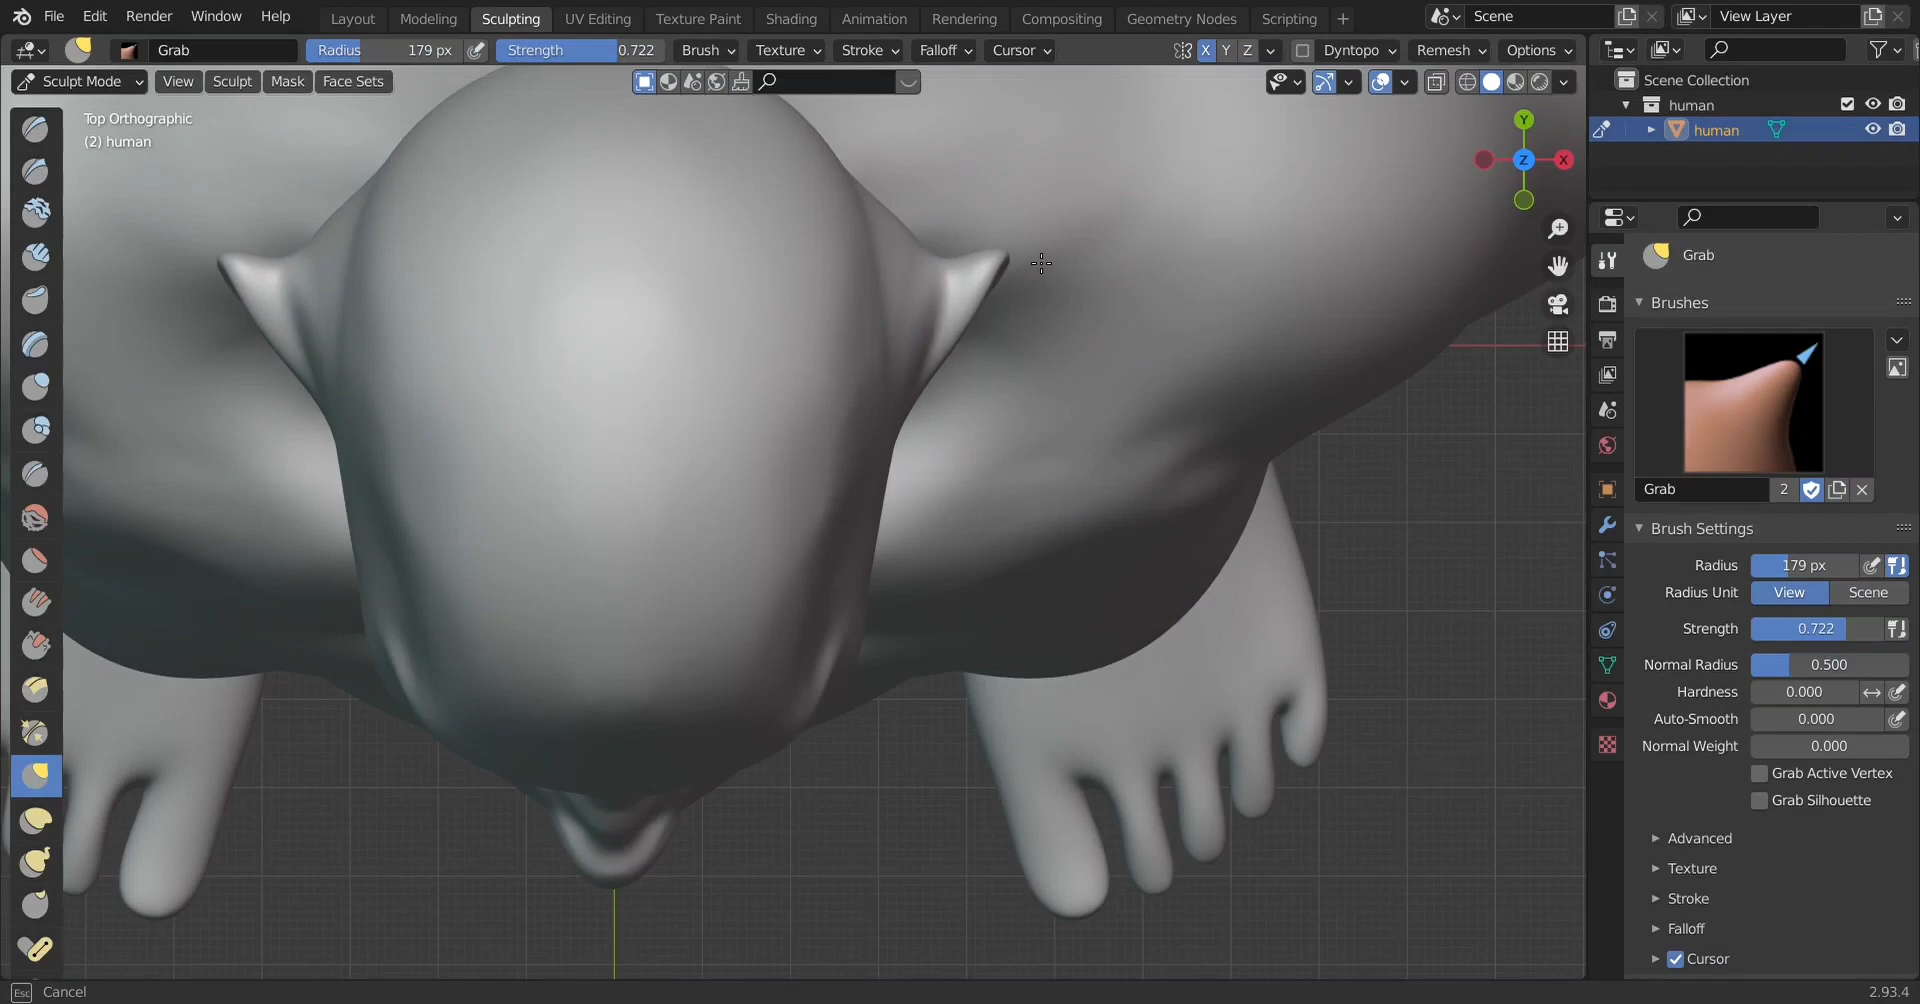 File Edit Render Window Help Layout Modeling Sculpting UV Editing Texture Paint Shading Animation Rendering Compositing Geometry Nodes Scripting + Scene View Layer
Grab Radius 179 px Strength 0.722 Brush Texture Stroke Falloff Cursor X Y Z Dyntopo Remesh Options
Sculpt Mode View Sculpt Mask Face Sets
Scene Collection
human
human
Top Orthographic
(2) human
Y
Z
X
Grab
Brushes
Grab 2
Brush Settings
Radius 179 px
Radius Unit View Scene
Strength 0.722
Normal Radius 0.500
Hardness 0.000
Auto-Smooth 0.000
Normal Weight 0.000
Grab Active Vertex
Grab Silhouette
Advanced
Texture
Stroke
Falloff
Cursor
Esc Cancel 2.93.4